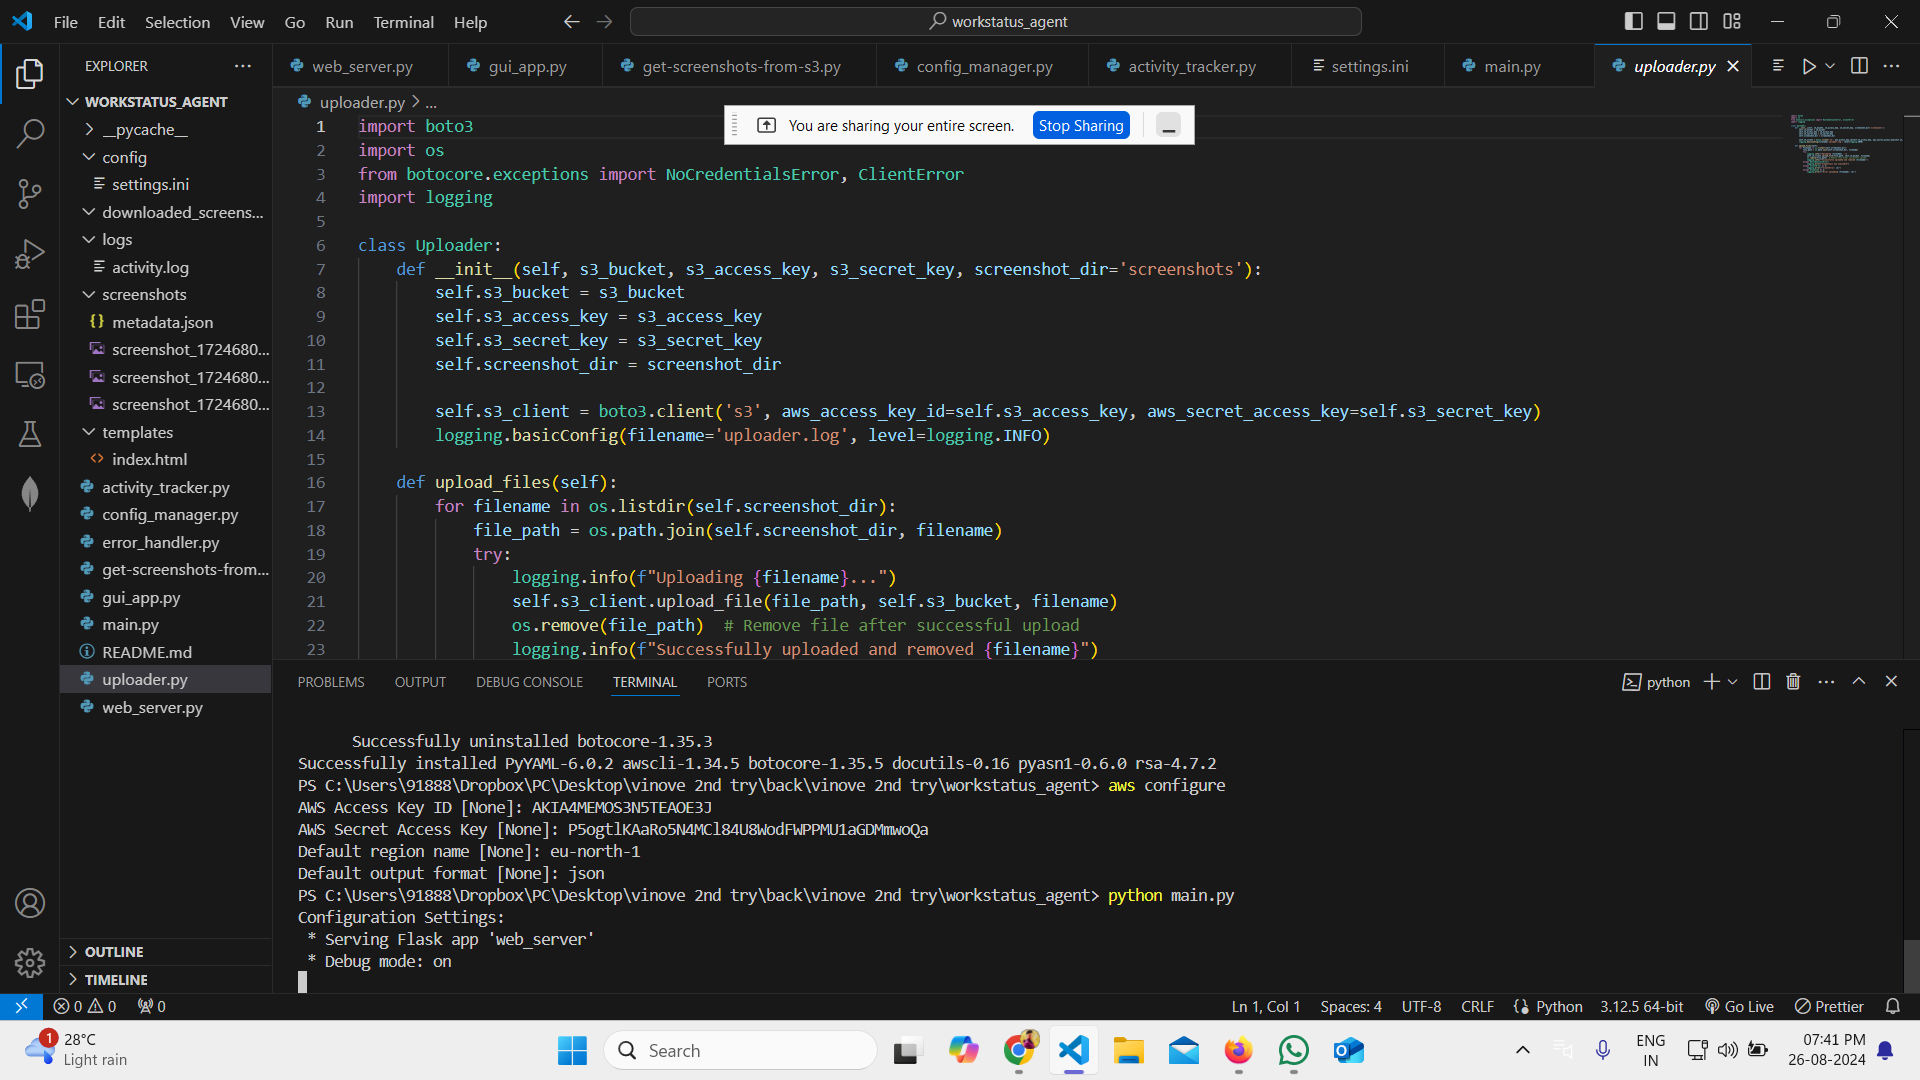 File Edit Selection View Go Run Terminal Help
workstatus_agent
EXPLORER
WORKSTATUS_AGENT
__pycache__
config
settings.ini
downloaded_screens...
logs
activity.log
screenshots
metadata.json
screenshot_1724680...
screenshot_1724680...
screenshot_1724680...
templates
index.html
activity_tracker.py
config_manager.py
error_handler.py
get-screenshots-from...
gui_app.py
main.py
README.md
uploader.py
web_server.py
OUTLINE
TIMELINE
web_server.py gui_app.py get-screenshots-from-s3.py config_manager.py activity_tracker.py settings.ini main.py uploader.py
uploader.py > ...
You are sharing your entire screen. Stop Sharing
1 import boto3
2 import os
3 from botocore.exceptions import NoCredentialsError, ClientError
4 import logging
5
6 class Uploader:
7 def __init__(self, s3_bucket, s3_access_key, s3_secret_key, screenshot_dir='screenshots'):
8 self.s3_bucket = s3_bucket
9 self.s3_access_key = s3_access_key
10 self.s3_secret_key = s3_secret_key
11 self.screenshot_dir = screenshot_dir
12
13 self.s3_client = boto3.client('s3', aws_access_key_id=self.s3_access_key, aws_secret_access_key=self.s3_secret_key)
14 logging.basicConfig(filename='uploader.log', level=logging.INFO)
15
16 def upload_files(self):
17 for filename in os.listdir(self.screenshot_dir):
18 file_path = os.path.join(self.screenshot_dir, filename)
19 try:
20 logging.info(f"Uploading {filename}...")
21 self.s3_client.upload_file(file_path, self.s3_bucket, filename)
22 os.remove(file_path) # Remove file after successful upload
23 logging.info(f"Successfully uploaded and removed {filename}")
PROBLEMS OUTPUT DEBUG CONSOLE TERMINAL PORTS
python
Successfully uninstalled botocore-1.35.3
Successfully installed PyYAML-6.0.2 awscli-1.34.5 botocore-1.35.5 docutils-0.16 pyasn1-0.6.0 rsa-4.7.2
PS C:\Users\91888\Dropbox\PC\Desktop\vinove 2nd try\back\vinove 2nd try\workstatus_agent> aws configure
AWS Access Key ID [None]: [credential redacted]
AWS Secret Access Key [None]: [credential redacted]
Default region name [None]: eu-north-1
Default output format [None]: json
PS C:\Users\91888\Dropbox\PC\Desktop\vinove 2nd try\back\vinove 2nd try\workstatus_agent> python main.py
Configuration Settings:
* Serving Flask app 'web_server'
* Debug mode: on
0 0 0
Ln 1, Col 1 Spaces: 4 UTF-8 CRLF Python 3.12.5 64-bit Go Live Prettier
1
28°C
Light rain
Search
ENG
IN
07:41 PM
26-08-2024